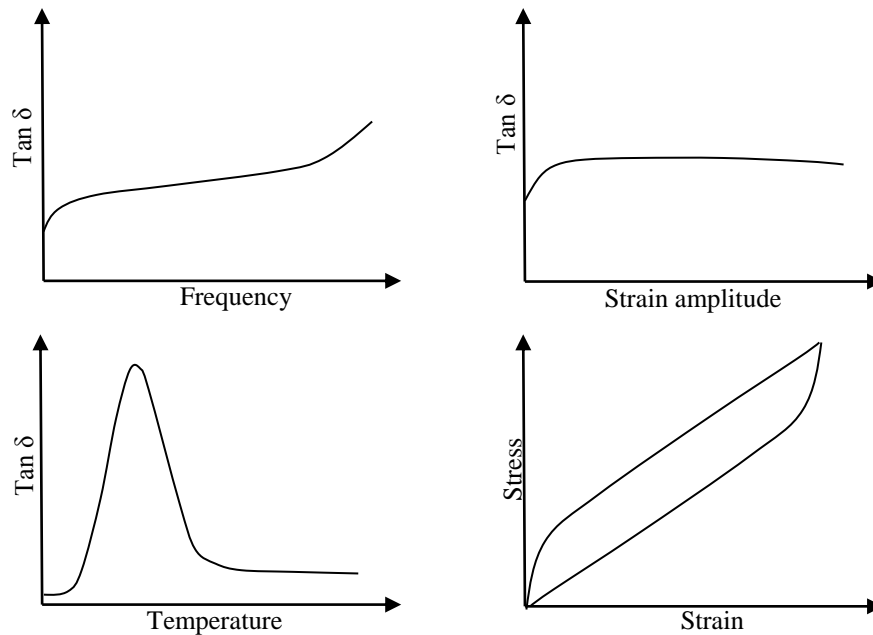 Tan δ
Frequency
Tan δ
Strain amplitude
Tan δ
Temperature
Stress
Strain